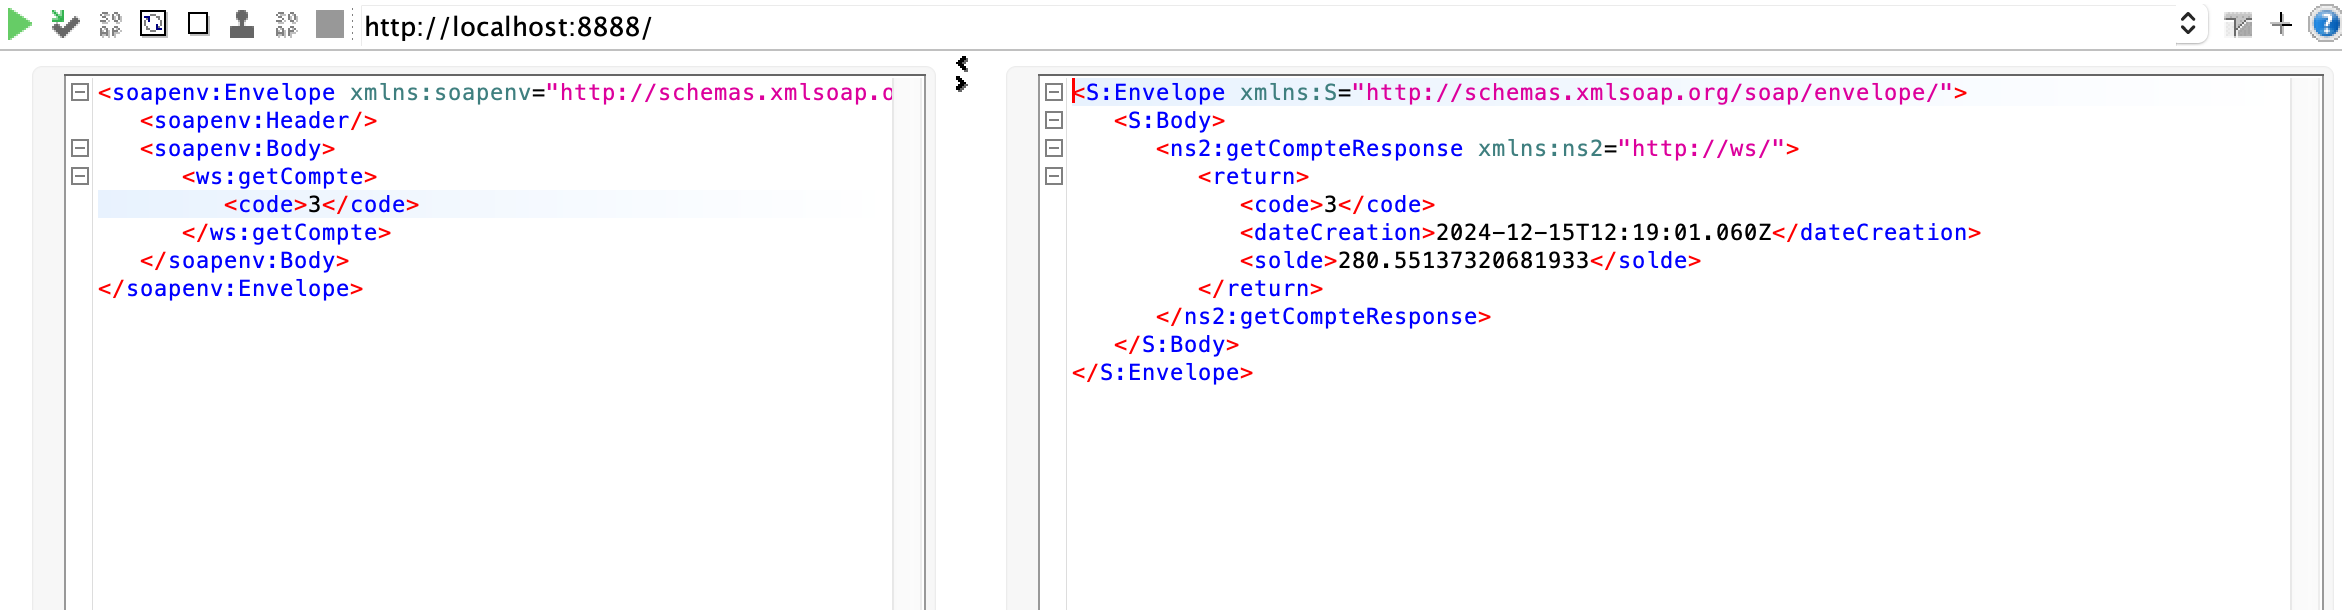 http://localhost:8888/
<soapenv:Envelope xmlns:soapenv="http://schemas.xmlsoap.o
<soapenv:Header/>
<soapenv:Body>
<ws:getCompte>
<code>3</code>
</ws:getCompte>
</soapenv:Body>
</soapenv:Envelope>
<S:Envelope xmlns:S="http://schemas.xmlsoap.org/soap/envelope/">
<S:Body>
<ns2:getCompteResponse xmlns:ns2="http://ws/">
<return>
<code>3</code>
<dateCreation>2024-12-15T12:19:01.060Z</dateCreation>
<solde>280.55137320681933</solde>
</return>
</ns2:getCompteResponse>
</S:Body>
</S:Envelope>